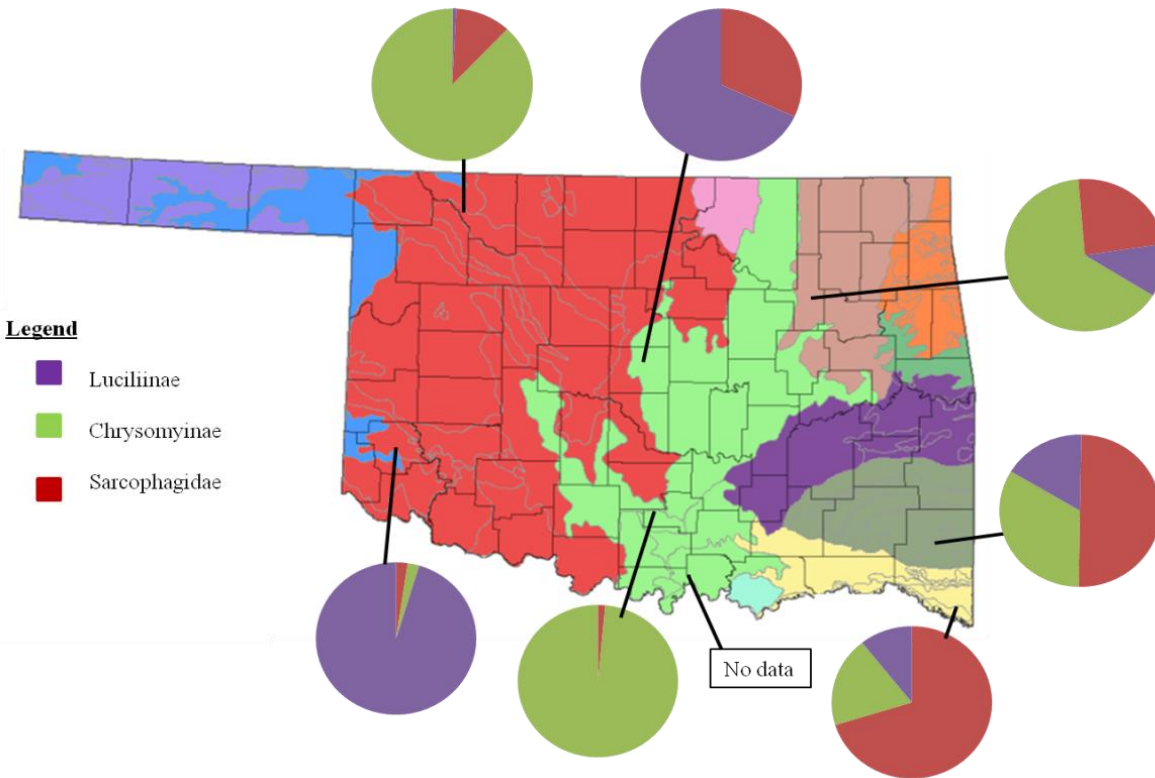 Legend
Luciliinae
Chrysomyinae
Sarcophagidae
No data